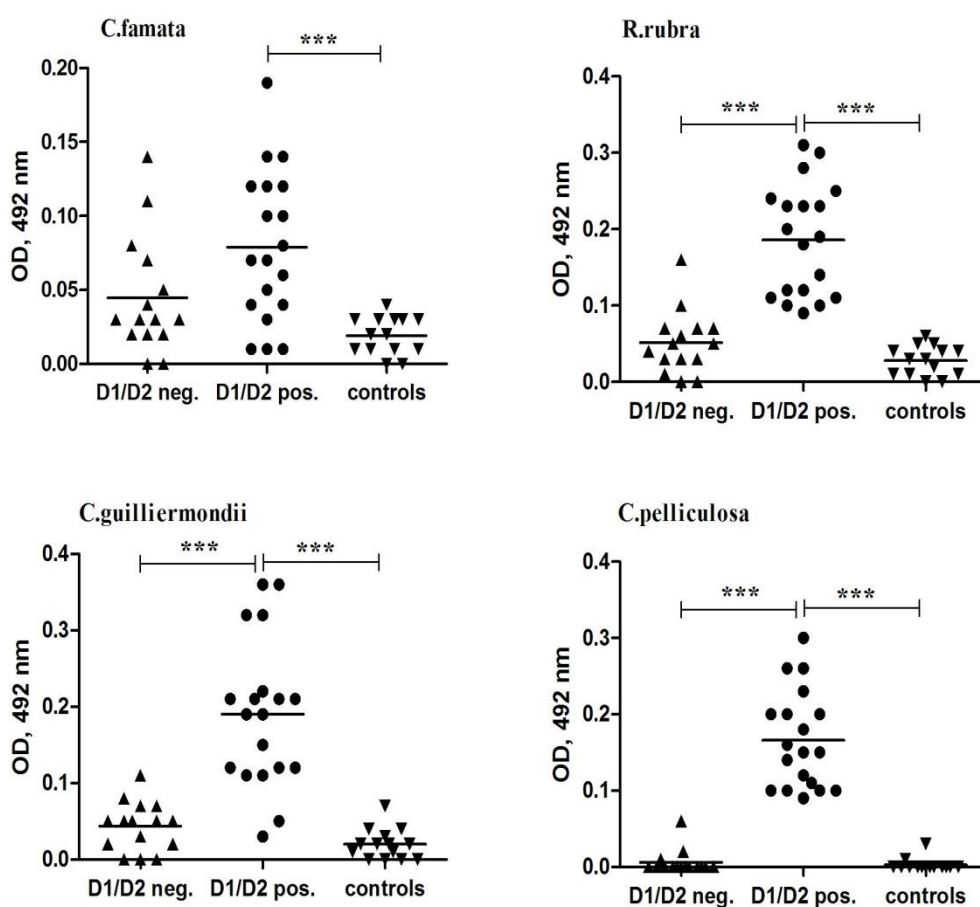 C.famata
***
0.20
0.15
0.10
0.05
0.00
OD, 492 nm
D1/D2 neg. D1/D2 pos. controls
R.rubra
*** ***
0.4
0.3
0.2
0.1
0.0
OD, 492 nm
D1/D2 neg. D1/D2 pos. controls
C.guilliermondii
*** ***
0.4
0.3
0.2
0.1
0.0
OD, 492 nm
D1/D2 neg. D1/D2 pos. controls
C.pelliculosa
*** ***
0.4
0.3
0.2
0.1
0.0
OD, 492 nm
D1/D2 neg. D1/D2 pos. controls